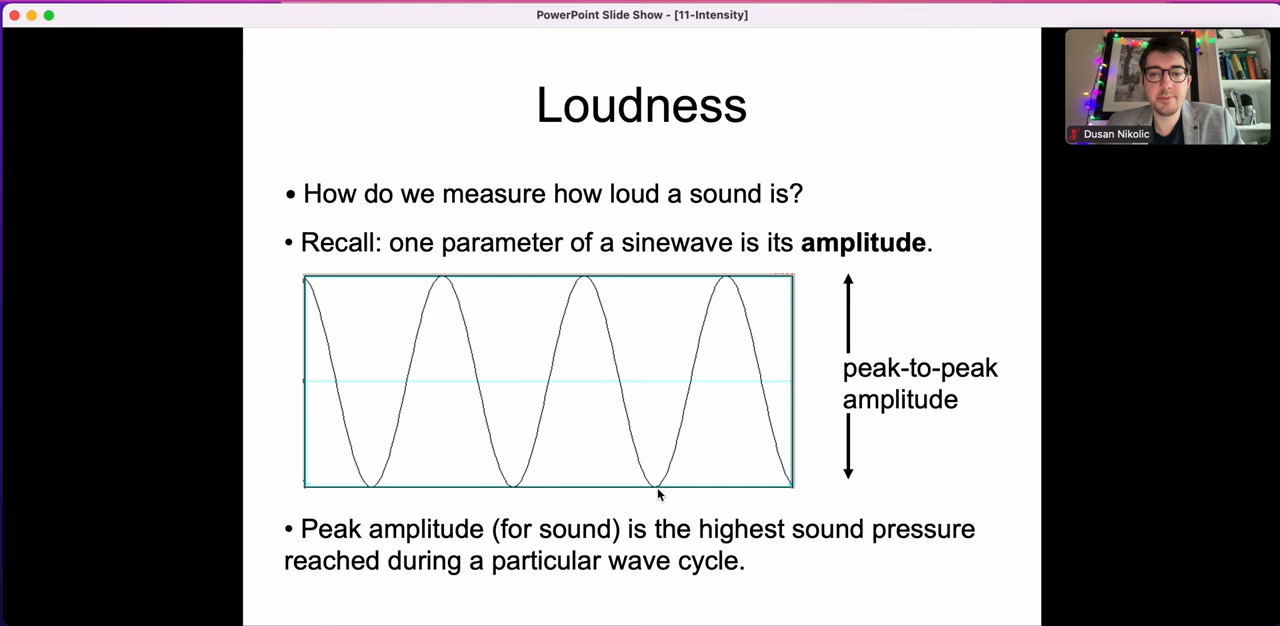 PowerPoint Slide Show - [11-Intensity]
Loudness
• How do we measure how loud a sound is?
• Recall: one parameter of a sinewave is its amplitude.
peak-to-peak
amplitude
• Peak amplitude (for sound) is the highest sound pressure
reached during a particular wave cycle.
Dusan Nikolic